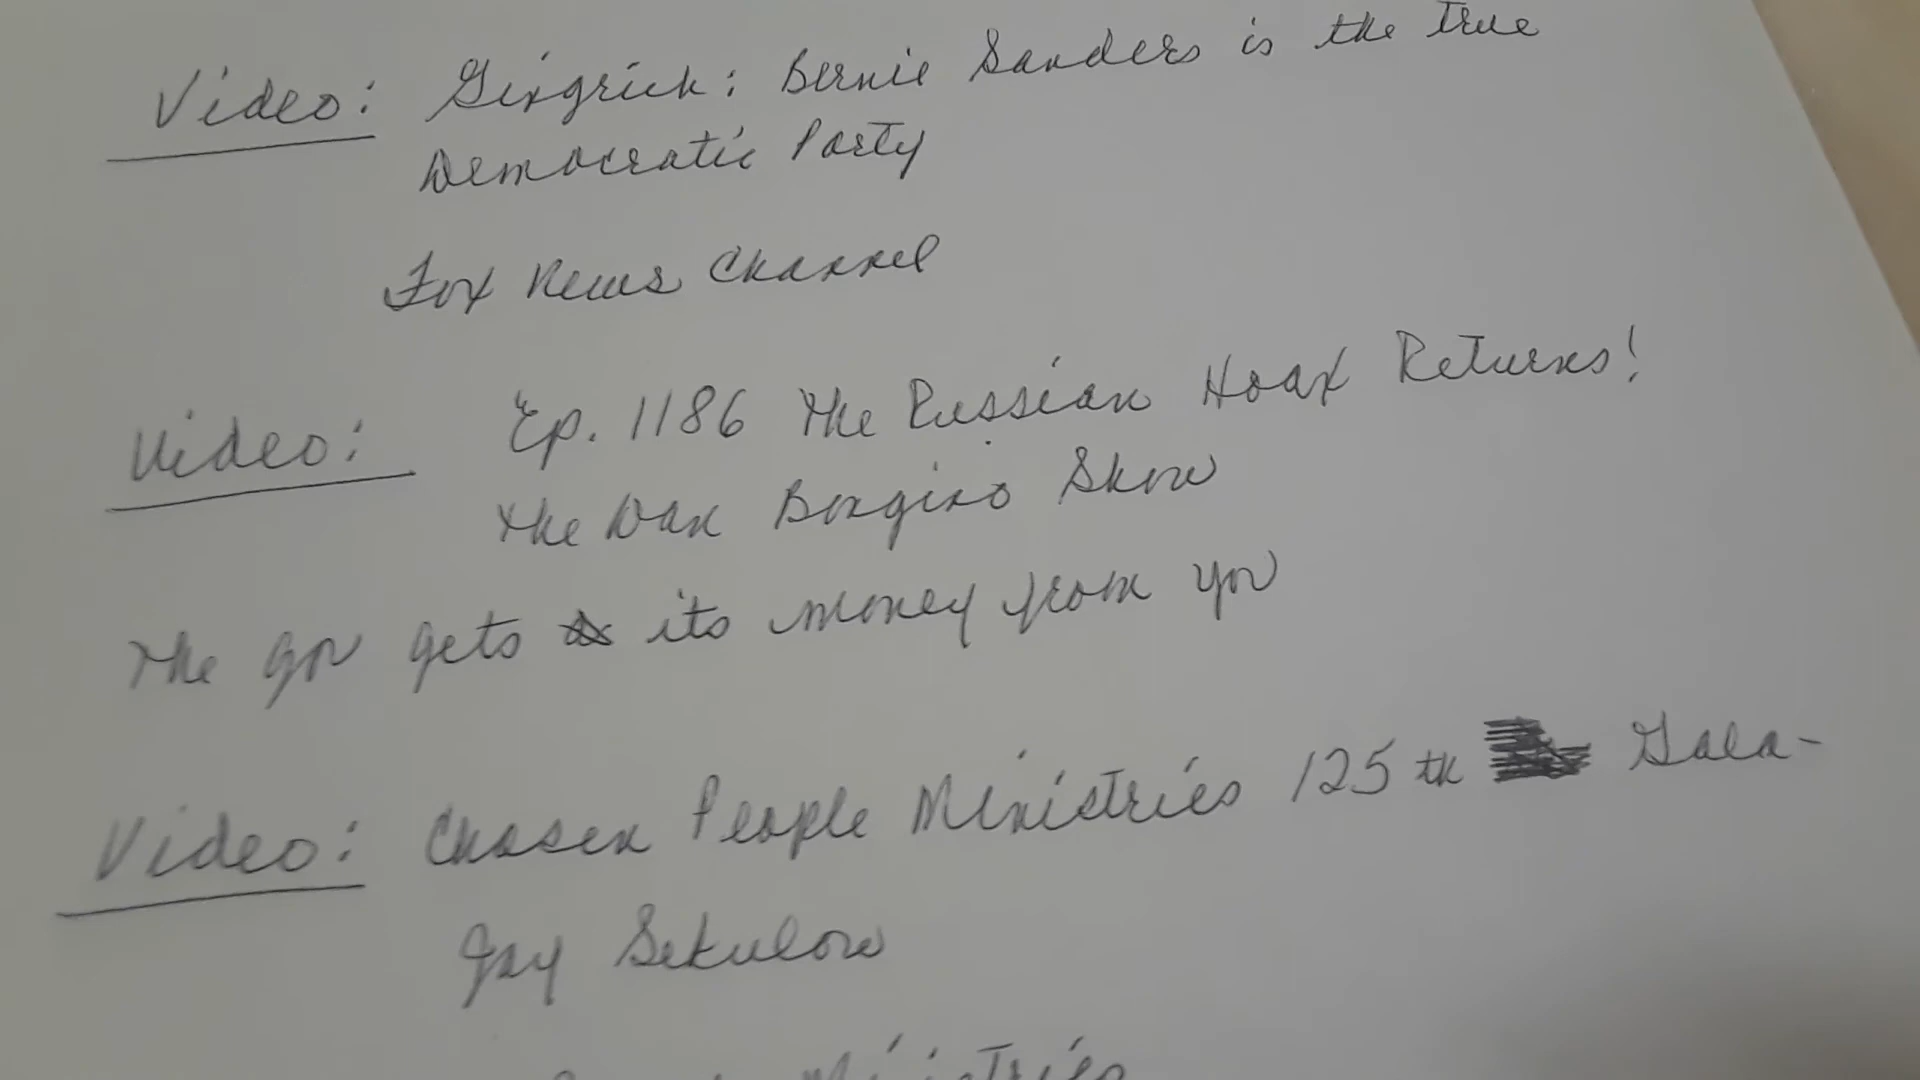 Video: Gingrich: Bernie Sanders is the true
Democratic Party
Fox News Channel
Video: Ep. 1186 The Russian Hoax Returns!
The Dan Bongino Show
The gov gets its money from you
Video: Chosen People Ministries 125th Gala-
Jay Sekulow
Ministries